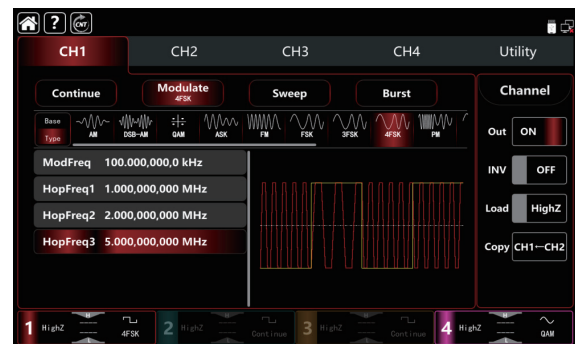 ? CNT
CH1 CH2 CH3 CH4 Utility
Continue Modulate Sweep Burst Channel
4FSK
Base
Type AM DSB-AM QAM ASK FM FSK 3FSK 4FSK PM
Out ON
ModFreq 100.000,000,0 kHz
INV OFF
HopFreq1 1.000,000,000 MHz
HopFreq2 2.000,000,000 MHz
Load HighZ
HopFreq3 5.000,000,000 MHz
Copy CH1←CH2
1 HighZ H L 4FSK 2 HighZ H L Continue 3 HighZ H L Continue 4 HighZ H L QAM